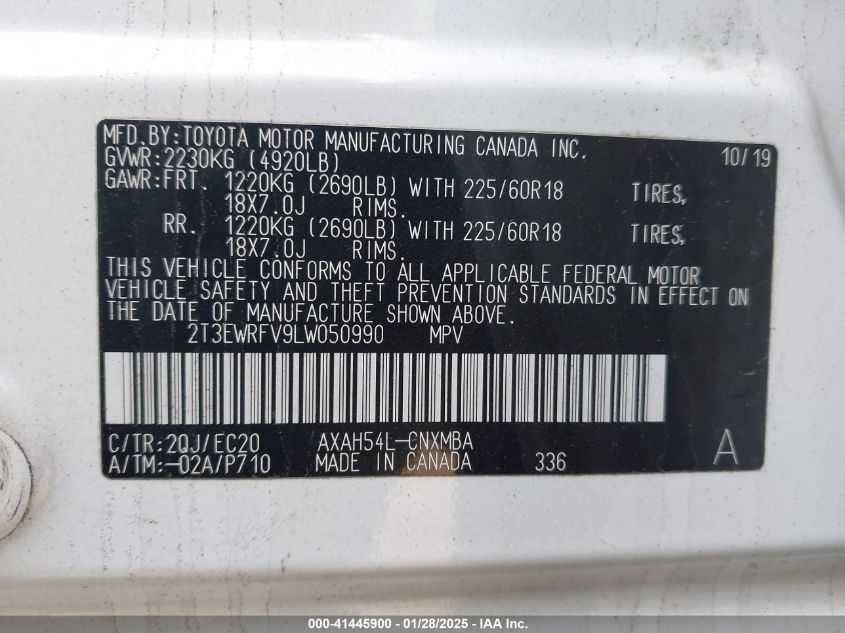 MFD.BY:TOYOTA MOTOR MANUFACTURING CANADA INC. 10/19
GVWR:2230KG (4920LB)
GAWR:FRT. 1220KG (2690LB) WITH 225/60R18 TIRES,
18X7.0J RIMS.
RR. 1220KG (2690LB) WITH 225/60R18 TIRES,
18X7.0J RIMS.
THIS VEHICLE CONFORMS TO ALL APPLICABLE FEDERAL MOTOR
VEHICLE SAFETY AND THEFT PREVENTION STANDARDS IN EFFECT ON
THE DATE OF MANUFACTURE SHOWN ABOVE.
2T3EWRFV9LW050990 MPV
C/TR:2QJ/EC20 AXAH54L-CNXMBA
A/TM:-02A/P710 MADE IN CANADA 336 A
000-41445900 - 01/28/2025 - IAA Inc.